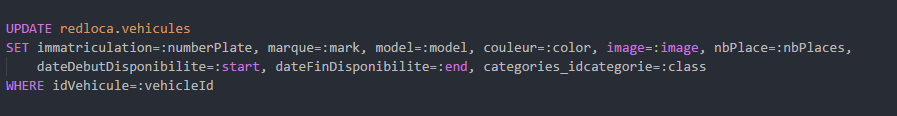 UPDATE redloca.vehicules
SET immatriculation=:numberPlate, marque=:mark, model=:model, couleur=:color, image=:image, nbPlace=:nbPlaces,
dateDebutDisponibilite=:start, dateFinDisponibilite=:end, categories_idcategorie=:class
WHERE idVehicule=:vehicleId